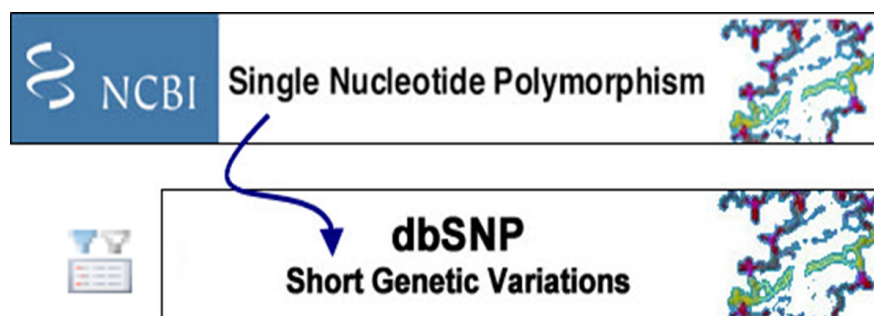 NCBI
Single Nucleotide Polymorphism
dbSNP
Short Genetic Variations